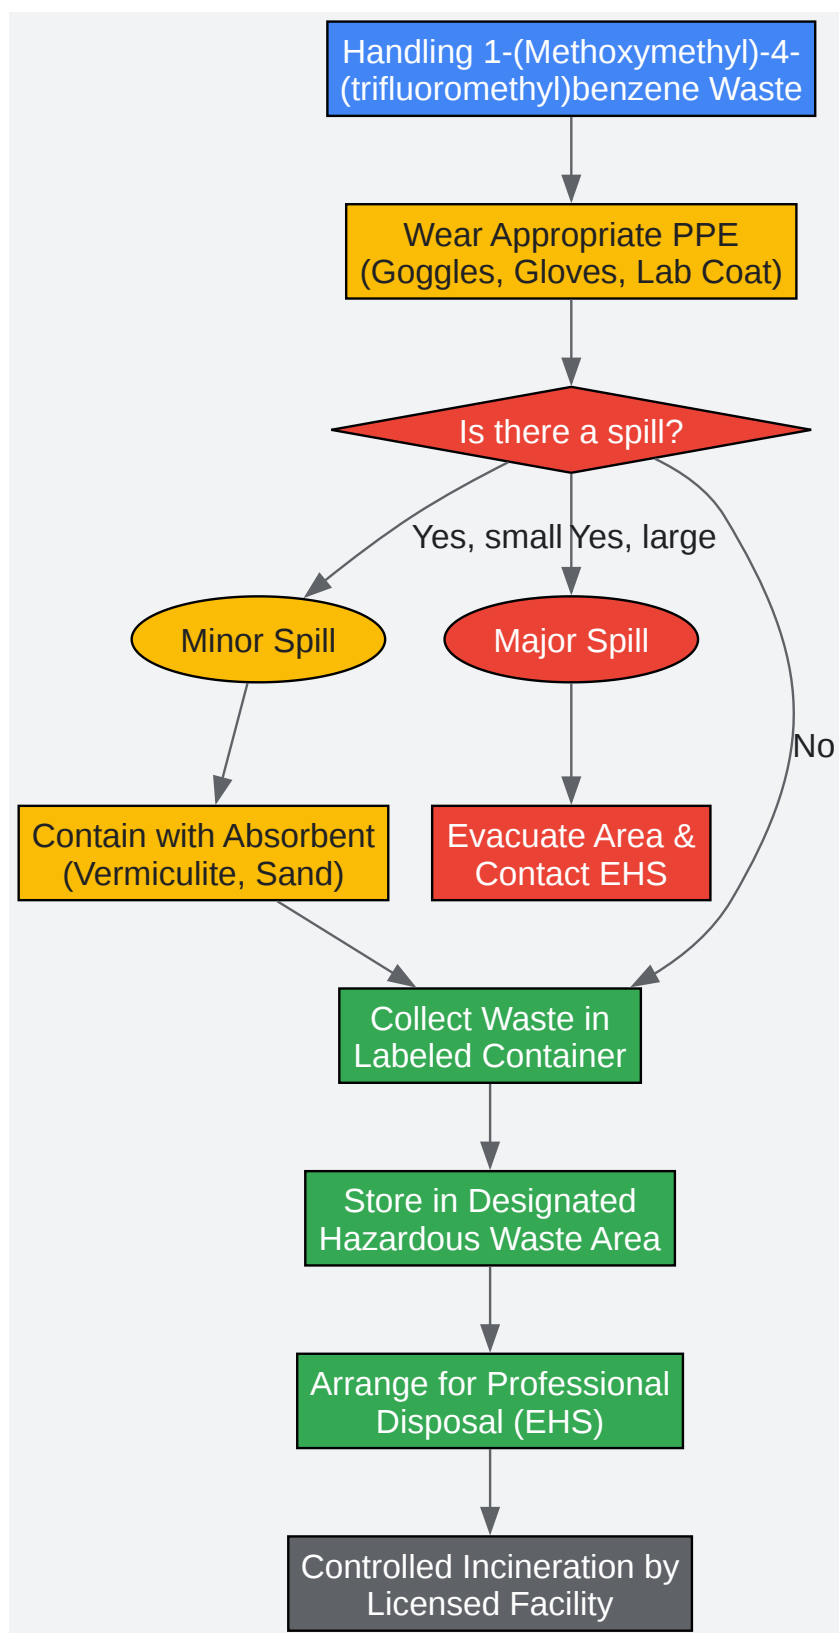 Handling 1-(Methoxymethyl)-4-
(trifluoromethyl)benzene Waste
Wear Appropriate PPE
(Goggles, Gloves, Lab Coat)
Is there a spill?
Yes, small
Yes, large
Minor Spill
Major Spill
No
Contain with Absorbent
(Vermiculite, Sand)
Evacuate Area &
Contact EHS
Collect Waste in
Labeled Container
Store in Designated
Hazardous Waste Area
Arrange for Professional
Disposal (EHS)
Controlled Incineration by
Licensed Facility